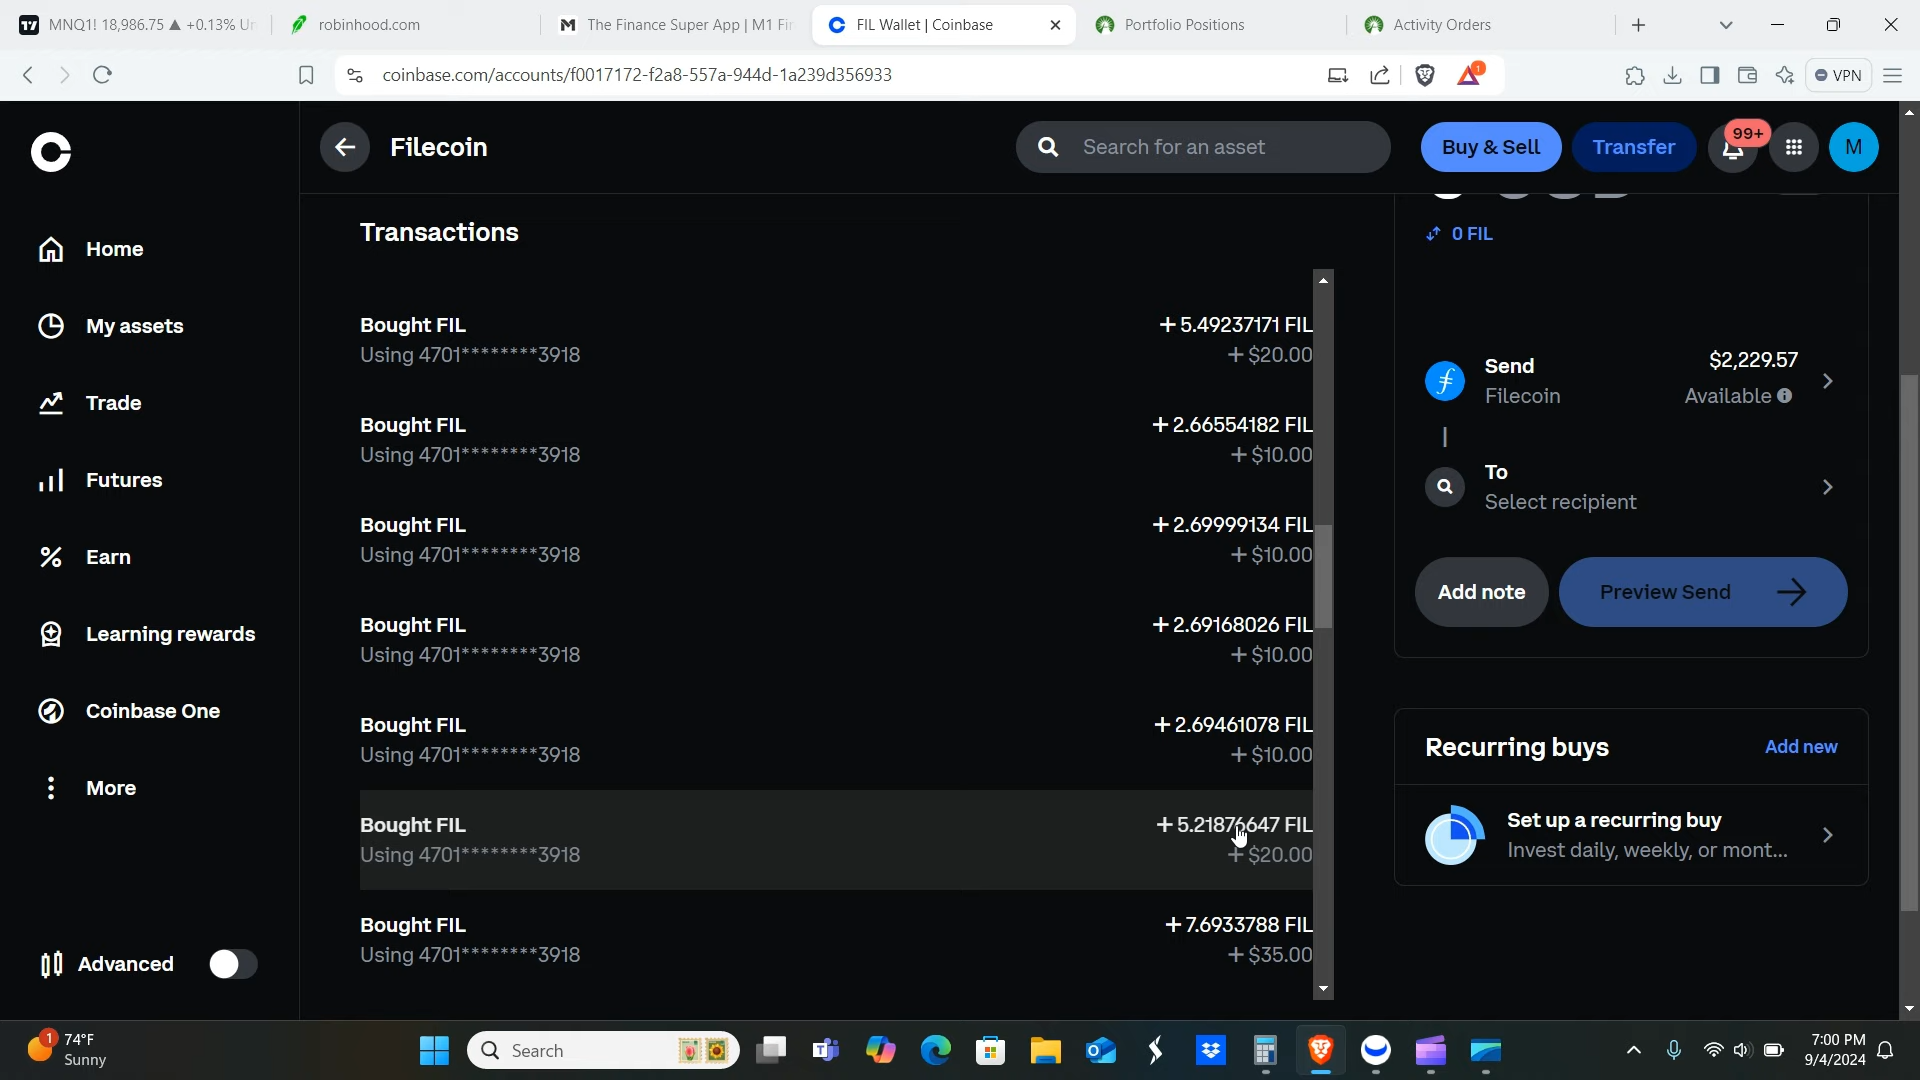 MNQ1! 18,986.75 ▲ +0.13% Un
robinhood.com
The Finance Super App | M1 Fin
FIL Wallet | Coinbase
Portfolio Positions
Activity Orders
coinbase.com/accounts/f0017172-f2a8-557a-944d-1a239d356933
1
VPN
Filecoin
Search for an asset
Buy & Sell
Transfer
99+
M
Home
My assets
Trade
Futures
Earn
Learning rewards
Coinbase One
More
Advanced
Transactions
Bought FIL
+5.49237171 FIL
Using 4701********3918
+$20.00
Bought FIL
+2.66554182 FIL
Using 4701********3918
+$10.00
Bought FIL
+2.69999134 FIL
Using 4701********3918
+$10.00
Bought FIL
+2.69168026 FIL
Using 4701********3918
+$10.00
Bought FIL
+2.69461078 FIL
Using 4701********3918
+$10.00
Bought FIL
+5.21876647 FIL
Using 4701********3918
+$20.00
Bought FIL
+7.6933788 FIL
Using 4701********3918
+$35.00
0 FIL
Send
$2,229.57
Filecoin
Available
To
Select recipient
Add note
Preview Send
Recurring buys
Add new
Set up a recurring buy
Invest daily, weekly, or mont...
1
74°F
Sunny
Search
7:00 PM
9/4/2024